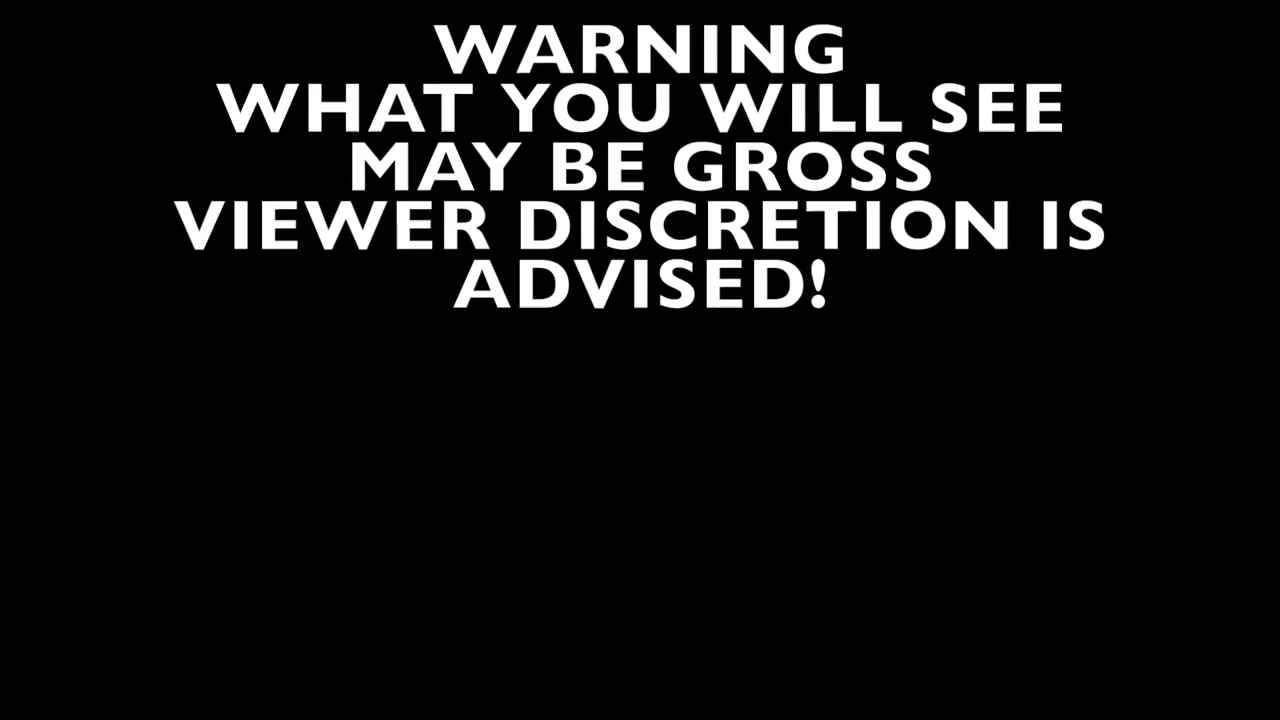 WARNING
WHAT YOU WILL SEE
MAY BE GROSS
VIEWER DISCRETION IS
ADVISED!